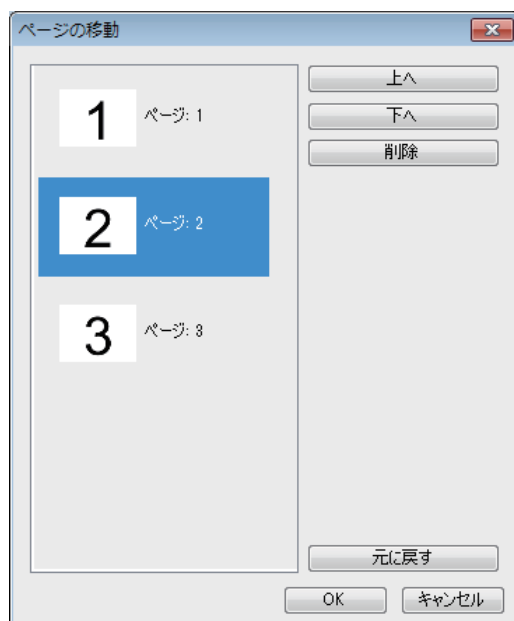 ページの移動
1 ページ: 1
2 ページ: 2
3 ページ: 3
上へ
下へ
削除
元に戻す
OK キャンセル